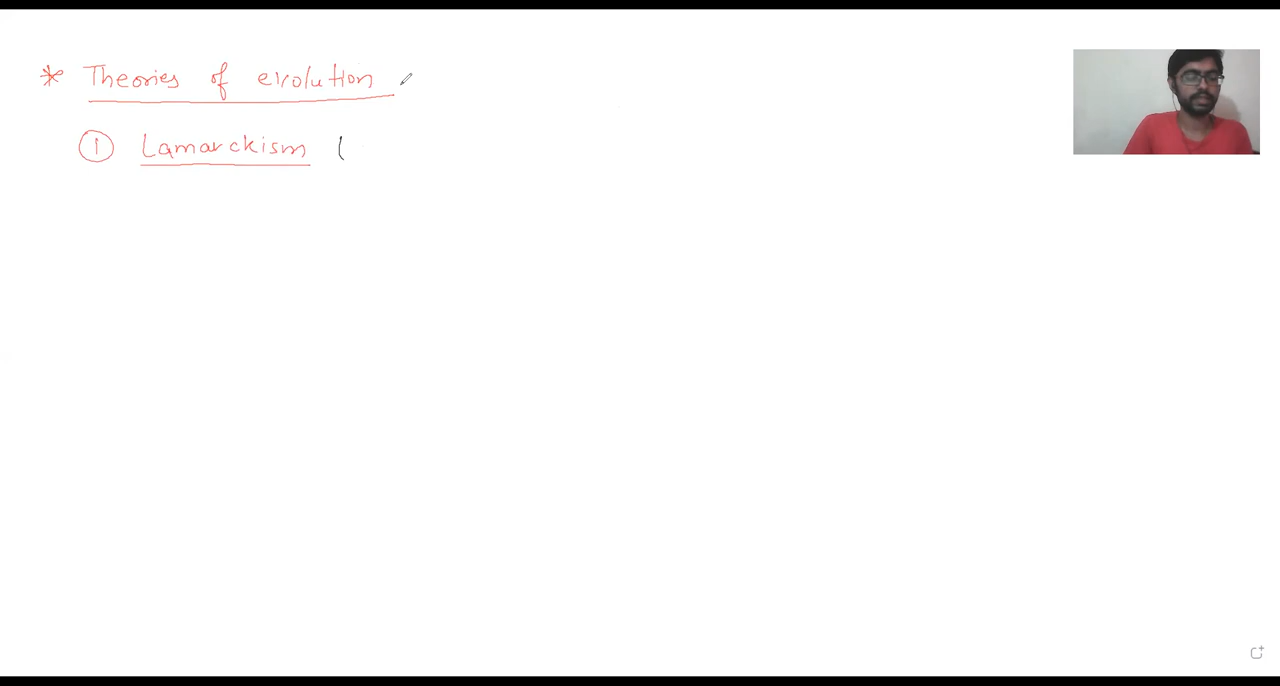 * Theories of evolution
① Lamarckism (